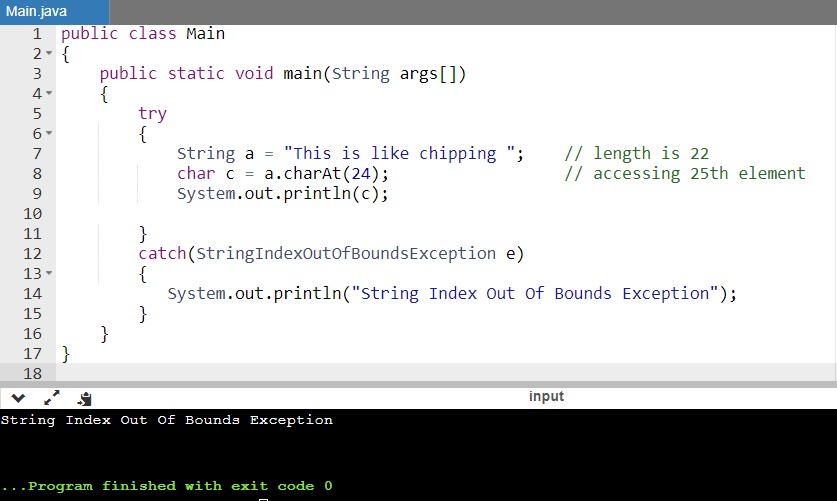 Main.java
1 public class Main
2 {
3 public static void main(String args[])
4 {
5 try
6 {
7 String a = "This is like chipping "; // length is 22
8 char c = a.charAt(24); // accessing 25th element
9 System.out.println(c);
10
11 }
12 catch(StringIndexOutOfBoundsException e)
13 {
14 System.out.println("String Index Out Of Bounds Exception");
15 }
16 }
17 }
18
input
String Index Out Of Bounds Exception
...Program finished with exit code 0